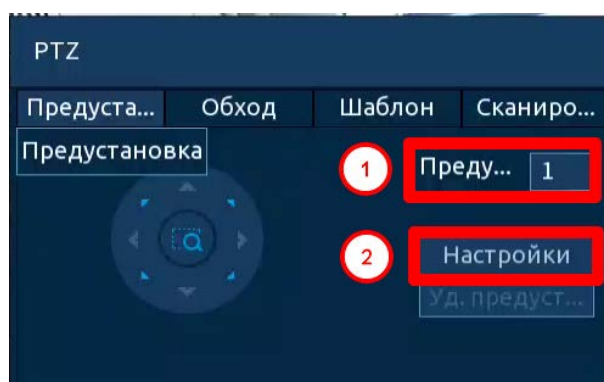 PTZ
Предуста... Обход Шаблон Сканиро...
Предустановка
1 Преду... 1
2 Настройки
Уд. предуст...